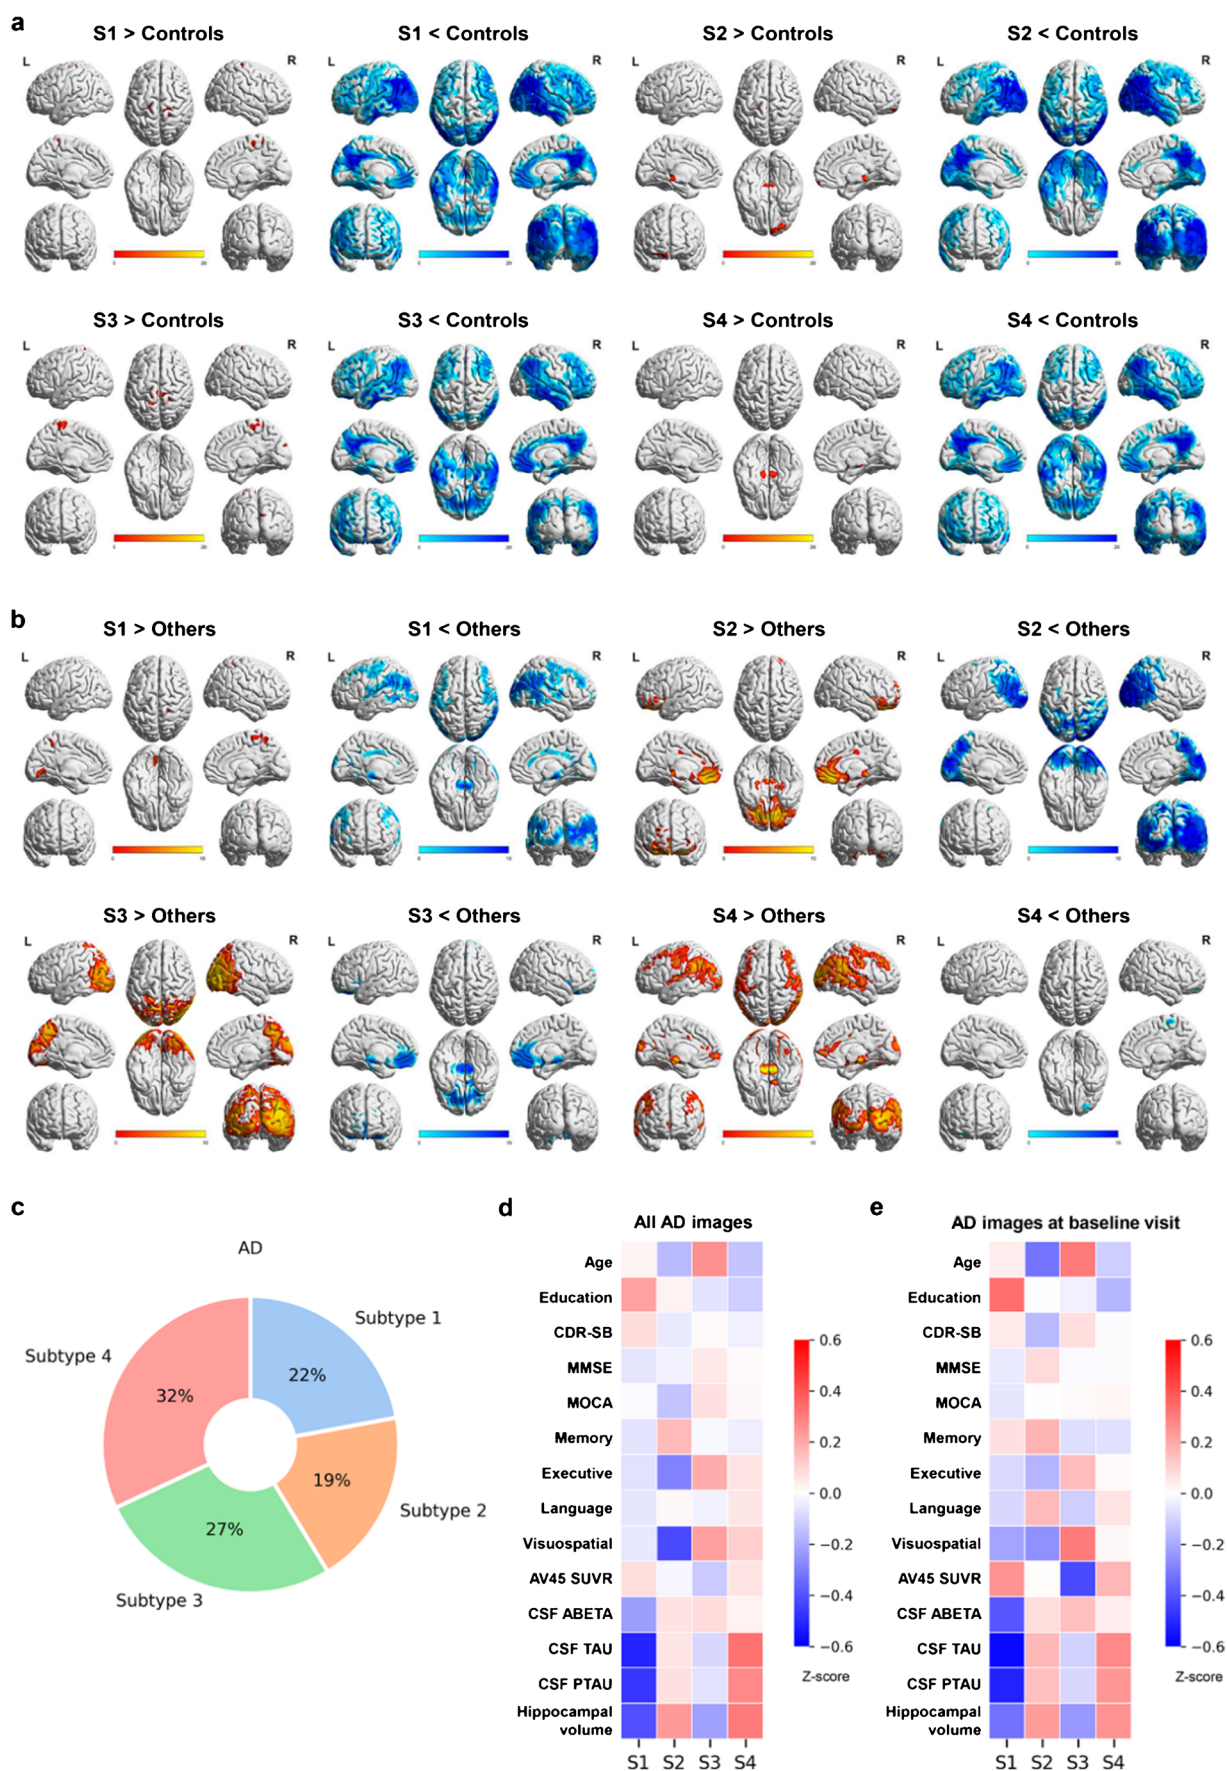 a
S1 > Controls
S1 < Controls
S2 > Controls
S2 < Controls
L R L R L R L R
S3 > Controls
S3 < Controls
S4 > Controls
S4 < Controls
L R L R L R L R
b
S1 > Others
S1 < Others
S2 > Others
S2 < Others
L R L R L R L R
S3 > Others
S3 < Others
S4 > Others
S4 < Others
L R L R L R L R
c
AD
Subtype 1
22%
Subtype 2
19%
Subtype 3
27%
Subtype 4
32%
d
All AD images
Age
Education
CDR-SB
MMSE
MOCA
Memory
Executive
Language
Visuospatial
AV45 SUVR
CSF ABETA
CSF TAU
CSF PTAU
Hippocampal
volume
S1 S2 S3 S4
0.6
0.4
0.2
0.0
−0.2
−0.4
−0.6
Z-score
e
AD images at baseline visit
Age
Education
CDR-SB
MMSE
MOCA
Memory
Executive
Language
Visuospatial
AV45 SUVR
CSF ABETA
CSF TAU
CSF PTAU
Hippocampal
volume
S1 S2 S3 S4
0.6
0.4
0.2
0.0
−0.2
−0.4
−0.6
Z-score